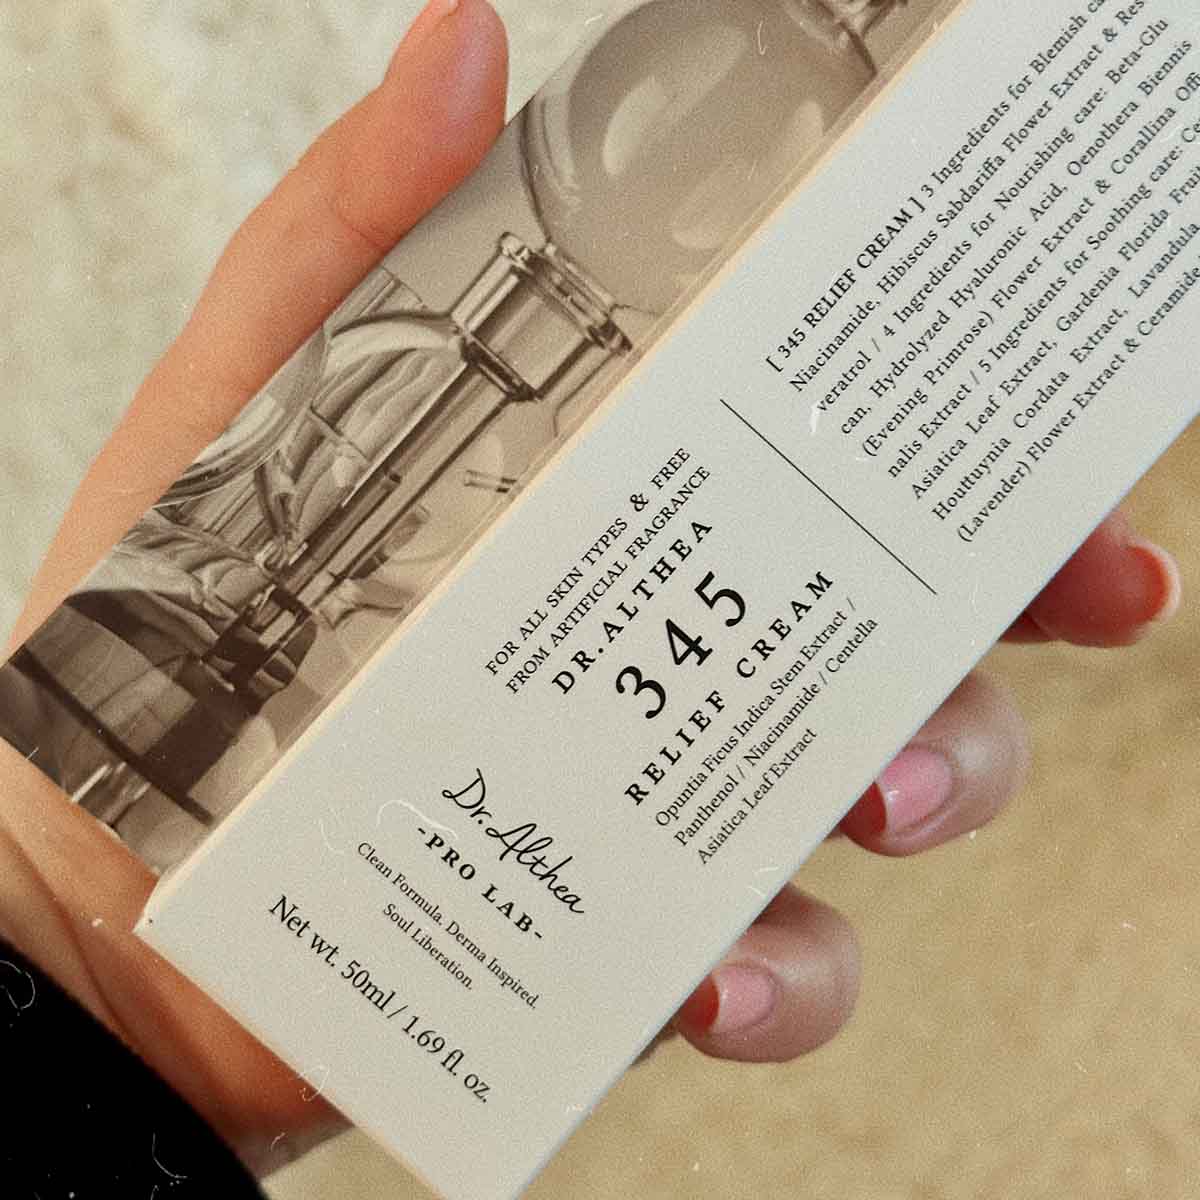 [ 345 RELIEF CREAM ] 3 Ingredients for Blemish
Niacinamide, Hibiscus Sabdariffa Flower Extract & Res
veratrol / 4 Ingredients for Nourishing care: Beta-Glu
can, Hydrolyzed Hyaluronic Acid, Oenothera Biennis
(Evening Primrose) Flower Extract & Corallina Offi
nalis Extract / 5 Ingredients for Soothing care:
Asiatica Leaf Extract, Gardenia Florida Fruit
Houttuynia Cordata Extract, Lavandula
(Lavender) Flower Extract & Ceramide
FOR ALL SKIN TYPES & FREE
FROM ARTIFICIAL FRAGRANCE
DR.ALTHEA
345
RELIEF CREAM
Opuntia Ficus Indica Stem Extract /
Panthenol / Niacinamide / Centella
Asiatica Leaf Extract
Dr.Althea
-PRO LAB-
Clean Formula. Derma Inspired.
Soul Liberation.
Net wt. 50ml / 1.69 fl. oz.